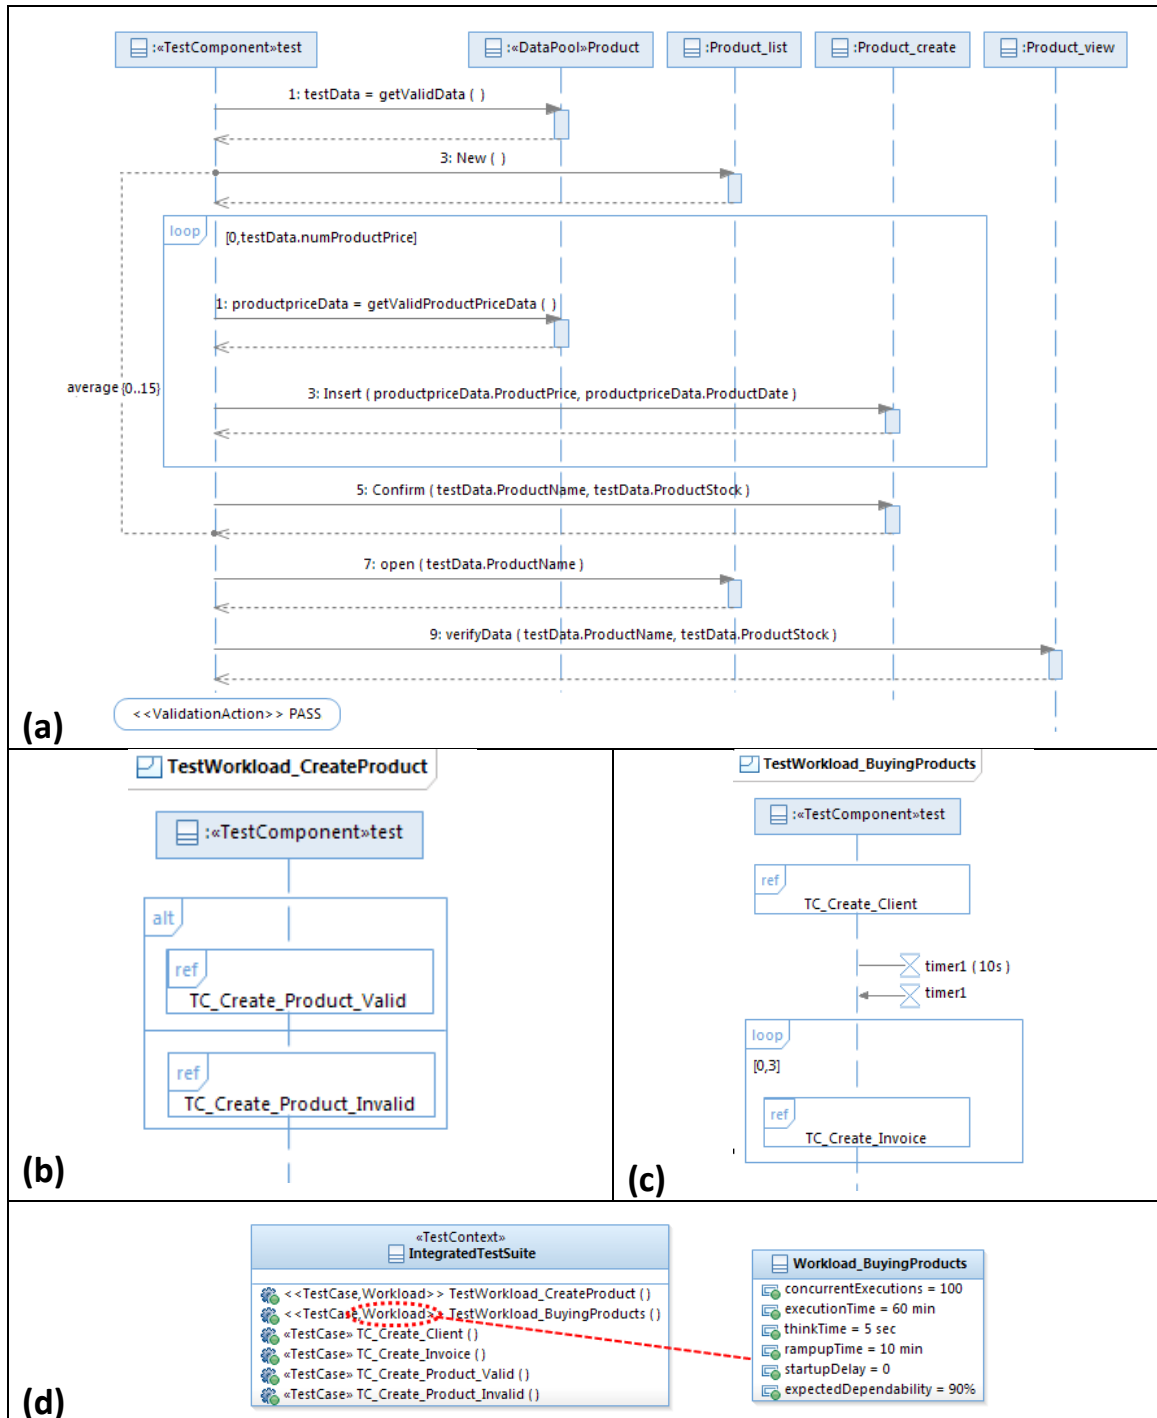 :«TestComponent»test
:«DataPool»Product
:Product_list
:Product_create
:Product_view
1: testData = getValidData ( )
3: New ( )
loop
[0,testData.numProductPrice]
1: productpriceData = getValidProductPriceData ( )
average {0..15}
3: Insert ( productpriceData.ProductPrice, productpriceData.ProductDate )
5: Confirm ( testData.ProductName, testData.ProductStock )
7: open ( testData.ProductName )
9: verifyData ( testData.ProductName, testData.ProductStock )
<<ValidationAction>> PASS
(a)
TestWorkload_CreateProduct
:«TestComponent»test
alt
ref
TC_Create_Product_Valid
ref
TC_Create_Product_Invalid
(b)
TestWorkload_BuyingProducts
:«TestComponent»test
ref
TC_Create_Client
timer1 ( 10s )
timer1
loop
[0,3]
ref
TC_Create_Invoice
(c)
«TestContext»
IntegratedTestSuite
<<TestCase,Workload>> TestWorkload_CreateProduct ( )
<<TestCase,Workload>> TestWorkload_BuyingProducts ( )
«TestCase» TC_Create_Client ( )
«TestCase» TC_Create_Invoice ( )
«TestCase» TC_Create_Product_Valid ( )
«TestCase» TC_Create_Product_Invalid ( )
Workload_BuyingProducts
concurrentExecutions = 100
executionTime = 60 min
thinkTime = 5 sec
rampupTime = 10 min
startupDelay = 0
expectedDependability = 90%
(d)